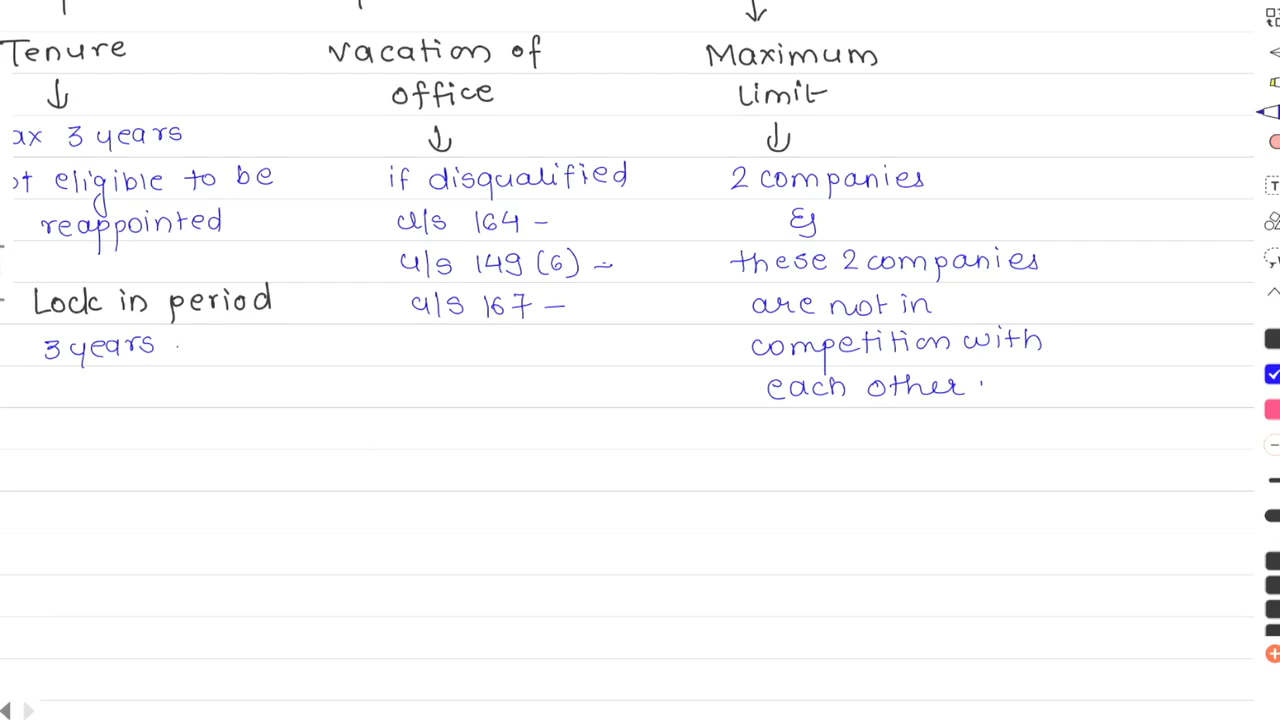 Tenure
ax 3 years
ot eligible to be
reappointed
Lock in period
3 years
Vacation of
office
if disqualified
u/s 164 -
u/s 149 (6) -
u/s 167 -
Maximum
Limit
2 companies
&
these 2 companies
are not in
competition with
each other